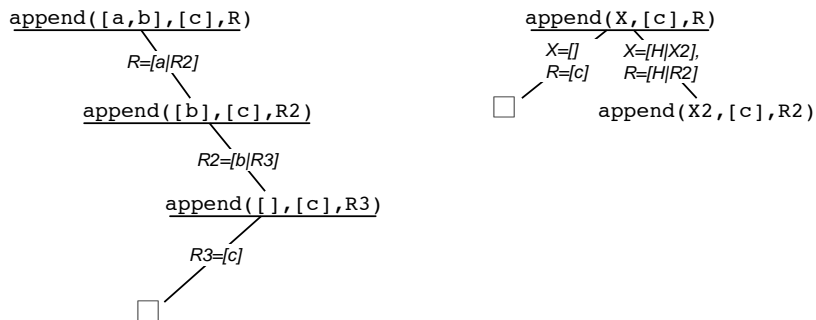 append([a,b],[c],R)
R=[a|R2]
append([b],[c],R2)
R2=[b|R3]
append([],[c],R3)
R3=[c]
append(X,[c],R)
X=[]
R=[c]
X=[H|X2],
R=[H|R2]
append(X2,[c],R2)